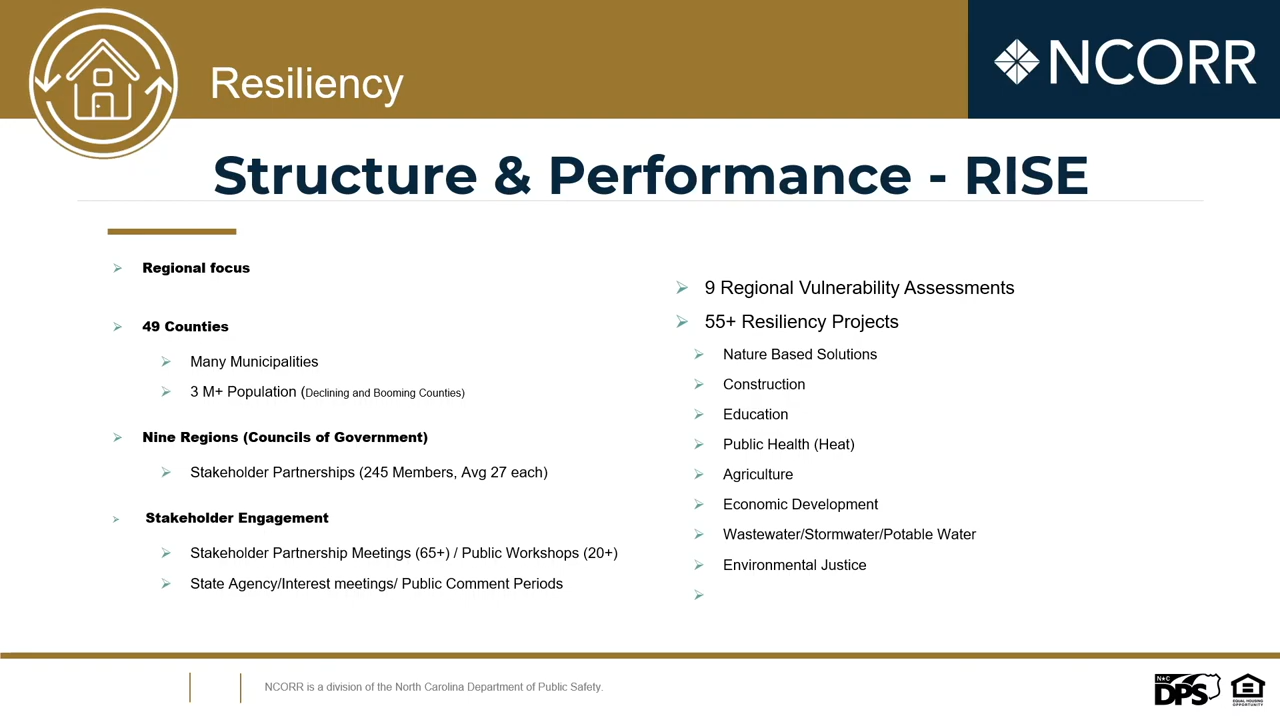 Resiliency
NCORR
Structure & Performance - RISE
Regional focus
49 Counties
Many Municipalities
3 M+ Population (Declining and Booming Counties)
Nine Regions (Councils of Government)
Stakeholder Partnerships (245 Members, Avg 27 each)
Stakeholder Engagement
Stakeholder Partnership Meetings (65+) / Public Workshops (20+)
State Agency/Interest meetings/ Public Comment Periods
9 Regional Vulnerability Assessments
55+ Resiliency Projects
Nature Based Solutions
Construction
Education
Public Health (Heat)
Agriculture
Economic Development
Wastewater/Stormwater/Potable Water
Environmental Justice
NCORR is a division of the North Carolina Department of Public Safety.
N★C
DPS
EQUAL HOUSING
OPPORTUNITY